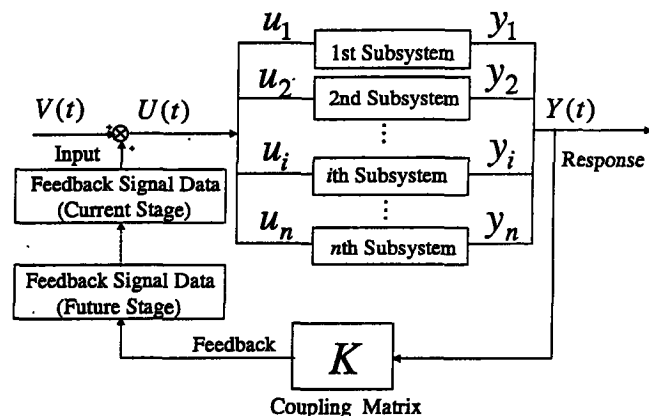 u₁ 1st Subsystem y₁
u₂ 2nd Subsystem y₂
V(t) + + U(t) Y(t)
Input
Response
uᵢ ith Subsystem yᵢ
uₙ nth Subsystem yₙ
Feedback Signal Data
(Current Stage)
Feedback Signal Data
(Future Stage)
Feedback
K
Coupling Matrix